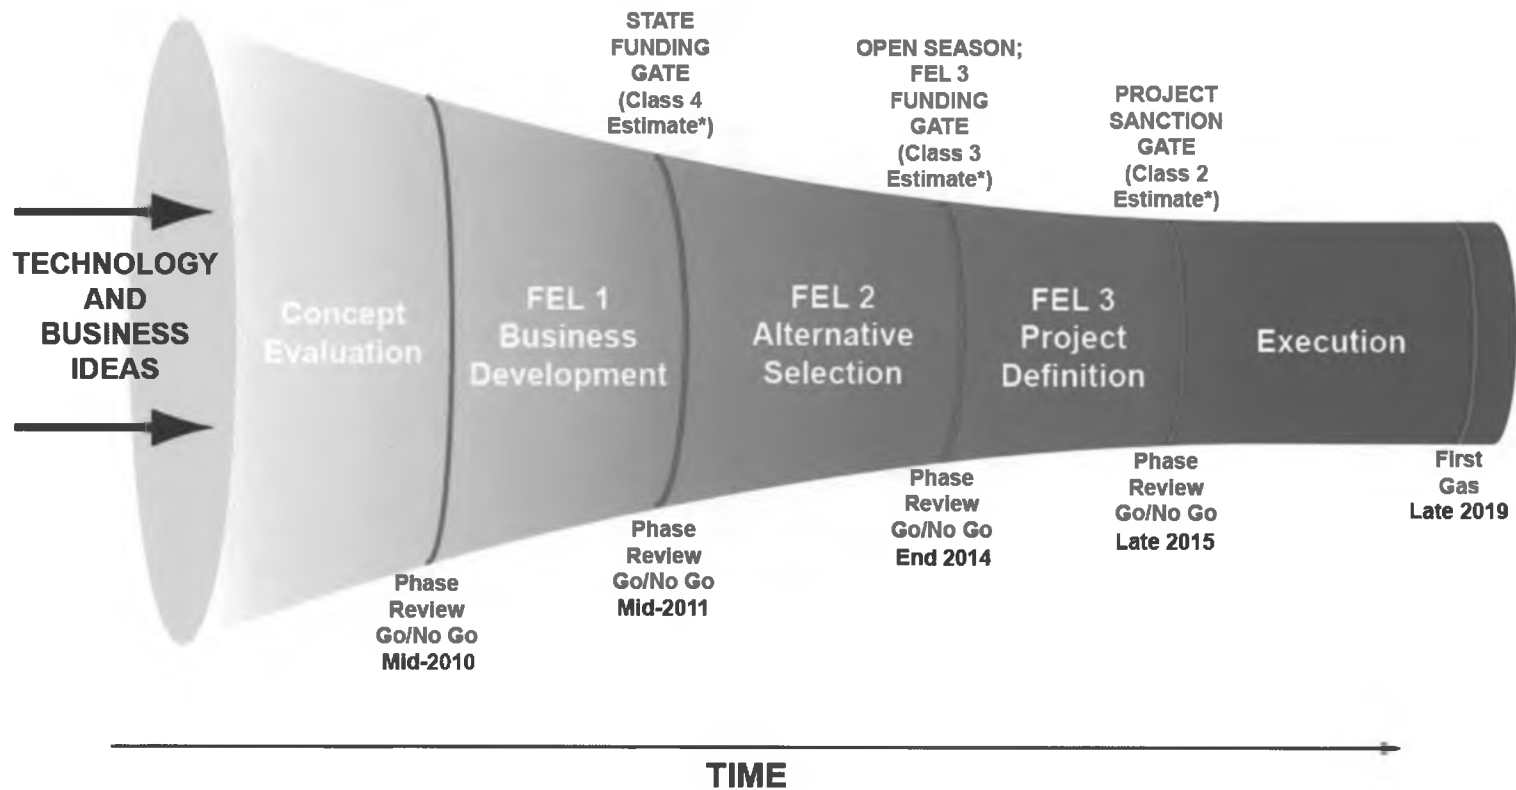 STATE
FUNDING
GATE
(Class 4
Estimate*)
OPEN SEASON;
FEL 3
FUNDING
GATE
(Class 3
Estimate*)
PROJECT
SANCTION
GATE
(Class 2
Estimate*)
TECHNOLOGY
AND
BUSINESS
IDEAS
Concept
Evaluation
FEL 1
Business
Development
FEL 2
Alternative
Selection
FEL 3
Project
Definition
Execution
Phase
Review
Go/No Go
Mid-2010
Phase
Review
Go/No Go
Mid-2011
Phase
Review
Go/No Go
End 2014
Phase
Review
Go/No Go
Late 2015
First
Gas
Late 2019
TIME